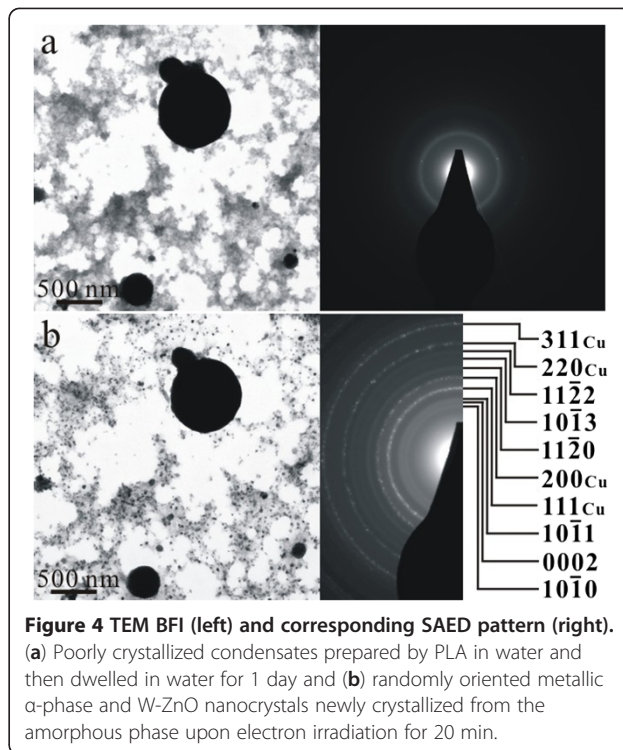 a
500 nm
b
500 nm
311Cu
220Cu
112̄2
101̄3
112̄0
200Cu
111Cu
101̄1
0002
101̄0
Figure 4 TEM BFI (left) and corresponding SAED pattern (right).
(a) Poorly crystallized condensates prepared by PLA in water and
then dwelled in water for 1 day and (b) randomly oriented metallic
α-phase and W-ZnO nanocrystals newly crystallized from the
amorphous phase upon electron irradiation for 20 min.